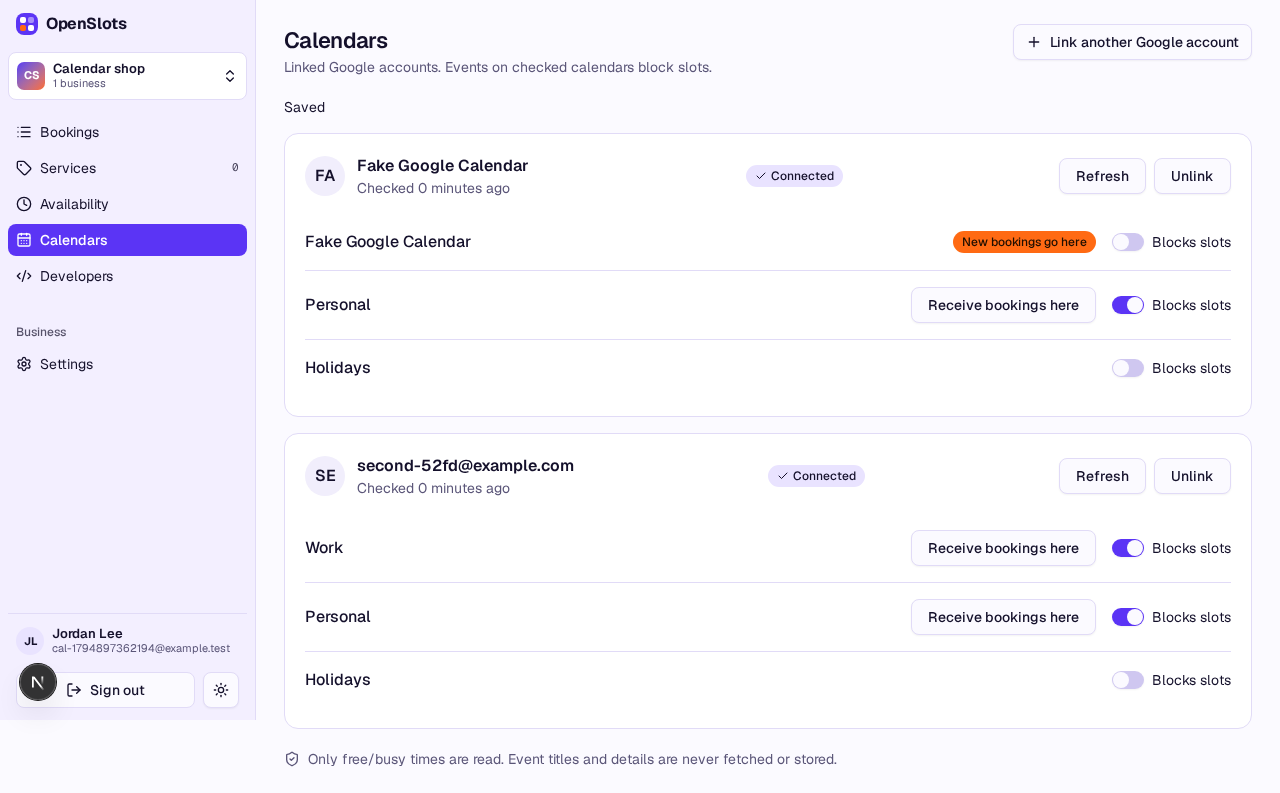 OpenSlots
CS
Calendar shop
1 business
Bookings
Services 0
Availability
Calendars
Developers
Business
Settings
JL
Jordan Lee
cal-1794897362194@example.test
N
Sign out
Calendars
Linked Google accounts. Events on checked calendars block slots.
Link another Google account
Saved
FA
Fake Google Calendar
Checked 0 minutes ago
Connected
Refresh
Unlink
Fake Google Calendar
New bookings go here
Blocks slots
Personal
Receive bookings here
Blocks slots
Holidays
Blocks slots
SE
second-52fd@example.com
Checked 0 minutes ago
Connected
Refresh
Unlink
Work
Receive bookings here
Blocks slots
Personal
Receive bookings here
Blocks slots
Holidays
Blocks slots
Only free/busy times are read. Event titles and details are never fetched or stored.